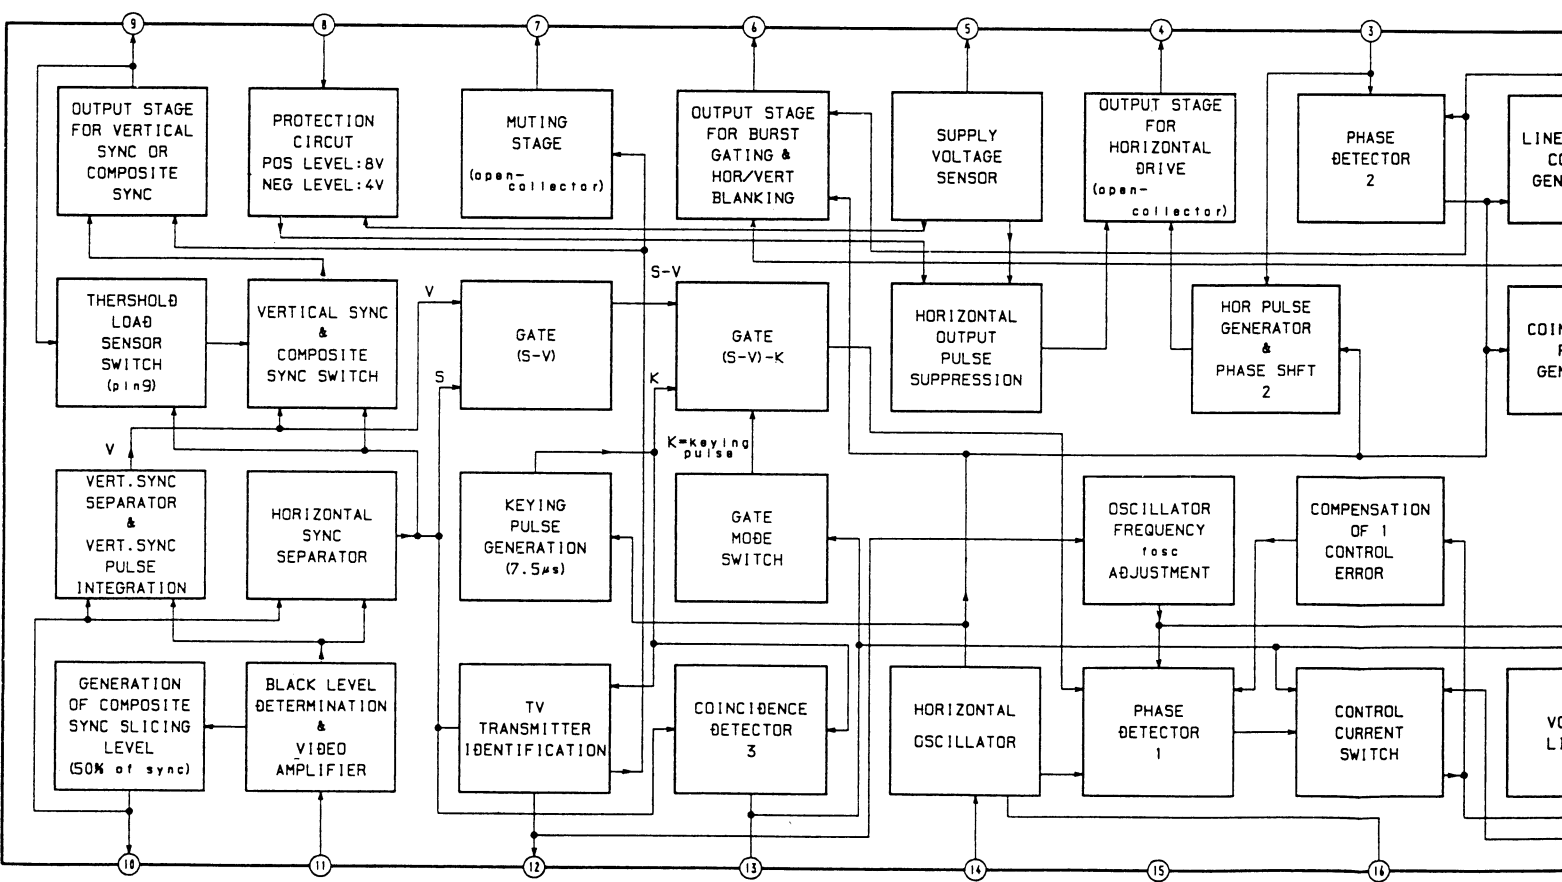 9 8 7 6 5 4 3
OUTPUT STAGE
FOR VERTICAL
SYNC OR
COMPOSITE
SYNC
PROTECTION
CIRCUT
POS LEVEL:8V
NEG LEVEL:4V
MUTING
STAGE
(open-
collector)
OUTPUT STAGE
FOR BURST
GATING &
HOR/VERT
BLANKING
SUPPLY
VOLTAGE
SENSOR
OUTPUT STAGE
FOR
HORIZONTAL
DRIVE
(open-
collector)
PHASE
DETECTOR
2
LINE
CO
GEN
THERSHOLD
LOAD
SENSOR
SWITCH
(pin9)
VERTICAL SYNC
&
COMPOSITE
SYNC SWITCH
V
S
GATE
(S-V)
S-V
K
GATE
(S-V)-K
HORIZONTAL
OUTPUT
PULSE
SUPPRESSION
HOR PULSE
GENERATOR
&
PHASE SHFT
2
COIN
GEN
V
K=keying
pulse
VERT.SYNC
SEPARATOR
&
VERT.SYNC
PULSE
INTEGRATION
HORIZONTAL
SYNC
SEPARATOR
KEYING
PULSE
GENERATION
(7.5µs)
GATE
MODE
SWITCH
OSCILLATOR
FREQUENCY
fosc
ADJUSTMENT
COMPENSATION
OF 1
CONTROL
ERROR
GENERATION
OF COMPOSITE
SYNC SLICING
LEVEL
(50% of sync)
BLACK LEVEL
DETERMINATION
&
VIDEO
AMPLIFIER
TV
TRANSMITTER
IDENTIFICATION
COINCIDENCE
DETECTOR
3
HORIZONTAL
OSCILLATOR
PHASE
DETECTOR
1
CONTROL
CURRENT
SWITCH
VO
LI
10 11 12 13 14 15 16